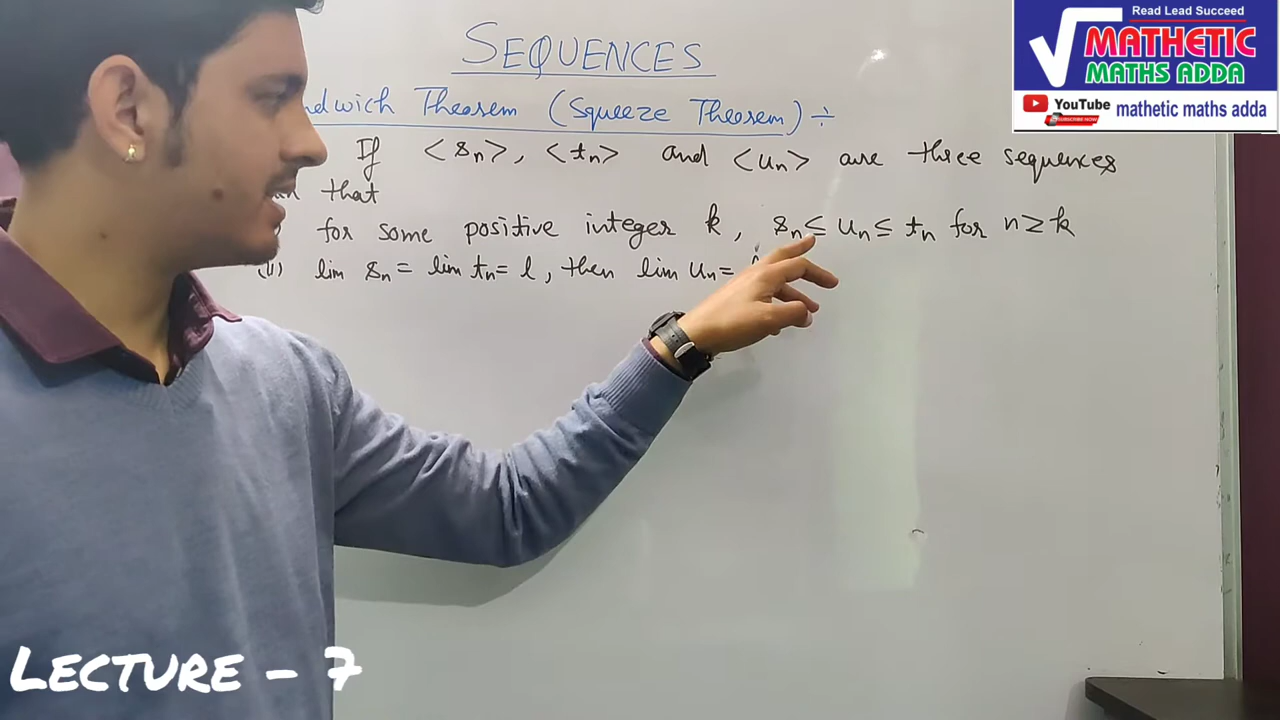 SEQUENCES
Theorem (Squeeze Theorem) ÷
If <sn>, <tn> and <un> are three sequences
that
for some positive integer k, sn ≤ un ≤ tn for n ≥ k
(ii) lim sn = lim tn = l, then lim un =
Read Lead Succeed
MATHETIC
MATHS ADDA
YouTube mathetic maths adda
SUBSCRIBE NOW
LECTURE - 7